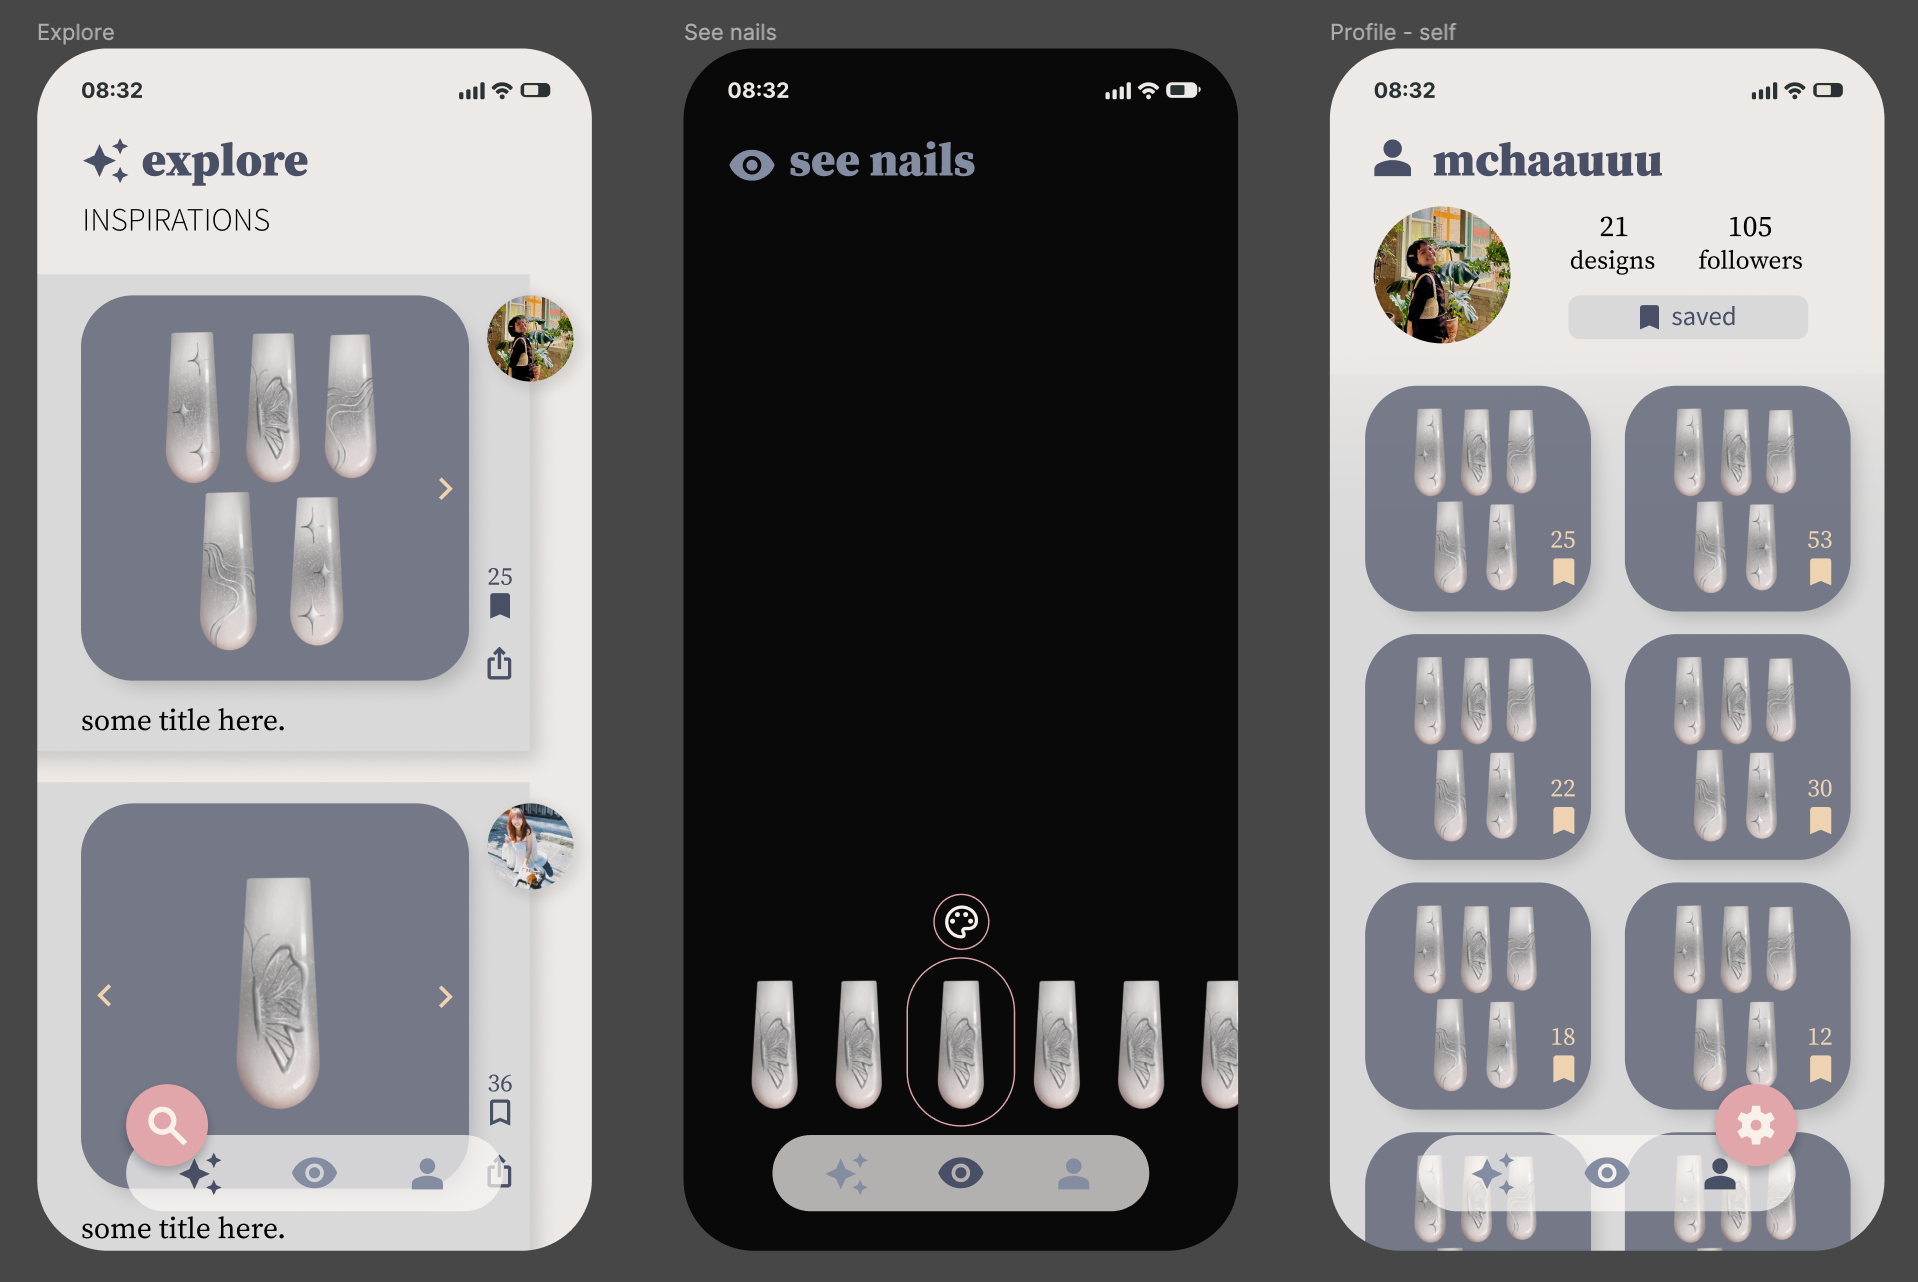 Explore
08:32
explore
INSPIRATIONS
25
some title here.
36
some title here.
See nails
08:32
see nails
Profile - self
08:32
mchaauuu
21
designs
105
followers
saved
25
53
22
30
18
12